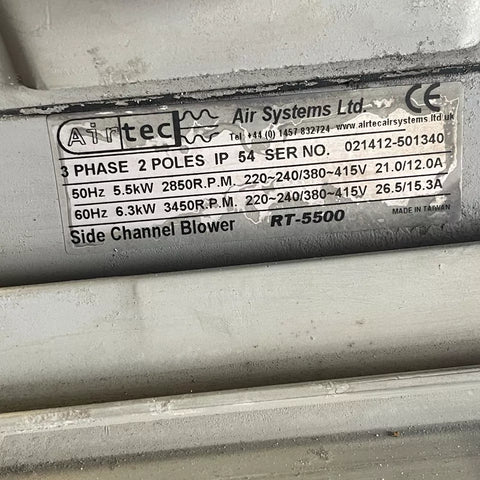 Airtec Air Systems Ltd. CE
Tel +44 (0) 1457 832724 www.airtecairsystems.ltd.uk
3 PHASE 2 POLES IP 54 SER NO. 021412-501340
50Hz 5.5kW 2850R.P.M. 220~240/380~415V 21.0/12.0A
60Hz 6.3kW 3450R.P.M. 220~240/380~415V 26.5/15.3A
Side Channel Blower RT-5500 MADE IN TAIWAN